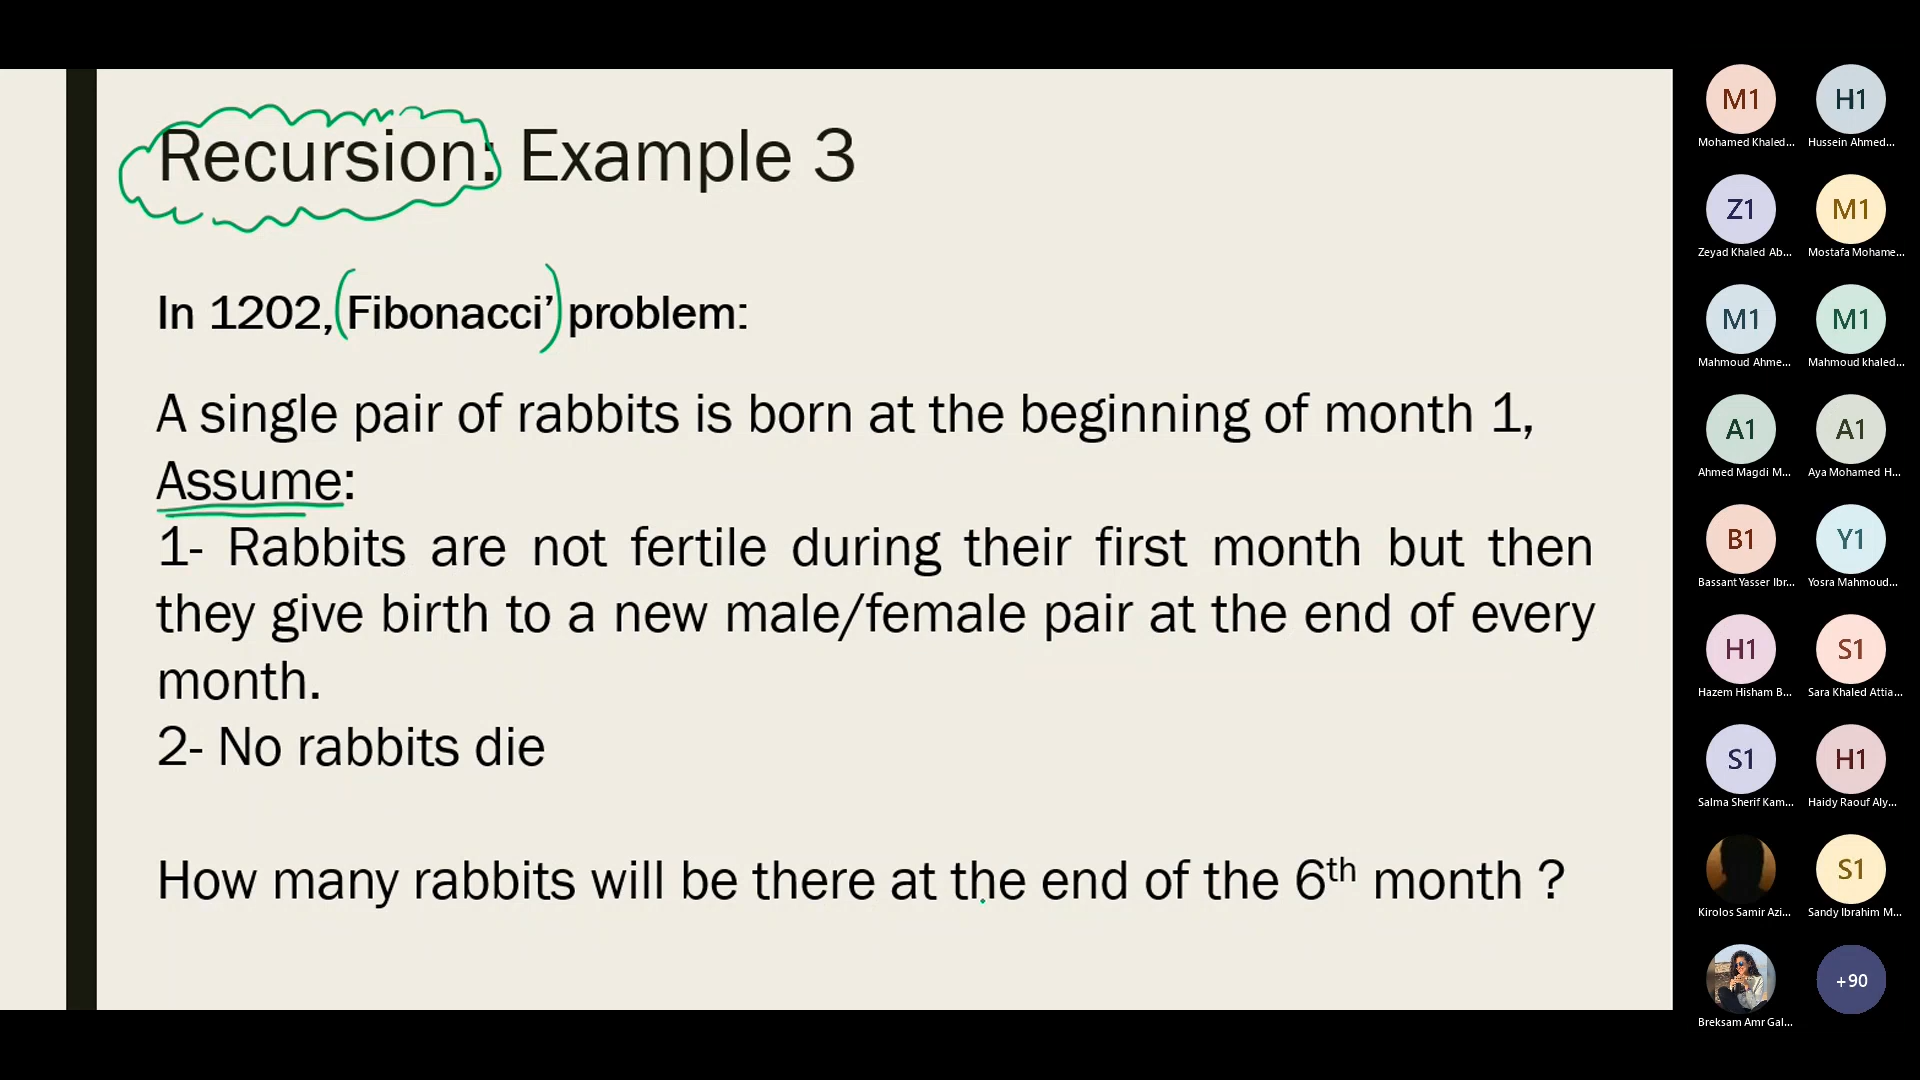 Recursion: Example 3
In 1202, (Fibonacci’) problem:
A single pair of rabbits is born at the beginning of month 1,
Assume:
1- Rabbits are not fertile during their first month but then
they give birth to a new male/female pair at the end of every
month.
2- No rabbits die
How many rabbits will be there at the end of the 6th month ?
M1 H1
Mohamed Khaled... Hussein Ahmed...
Z1 M1
Zeyad Khaled Ab... Mostafa Mohame...
M1 M1
Mahmoud Ahme... Mahmoud khaled...
A1 A1
Ahmed Magdi M... Aya Mohamed H...
B1 Y1
Bassant Yasser Ibr... Yosra Mahmoud...
H1 S1
Hazem Hisham B... Sara Khaled Attia...
S1 H1
Salma Sherif Kam... Haidy Raouf Aly...
S1
Kirolos Samir Azi... Sandy Ibrahim M...
+90
Breksam Amr Gal...